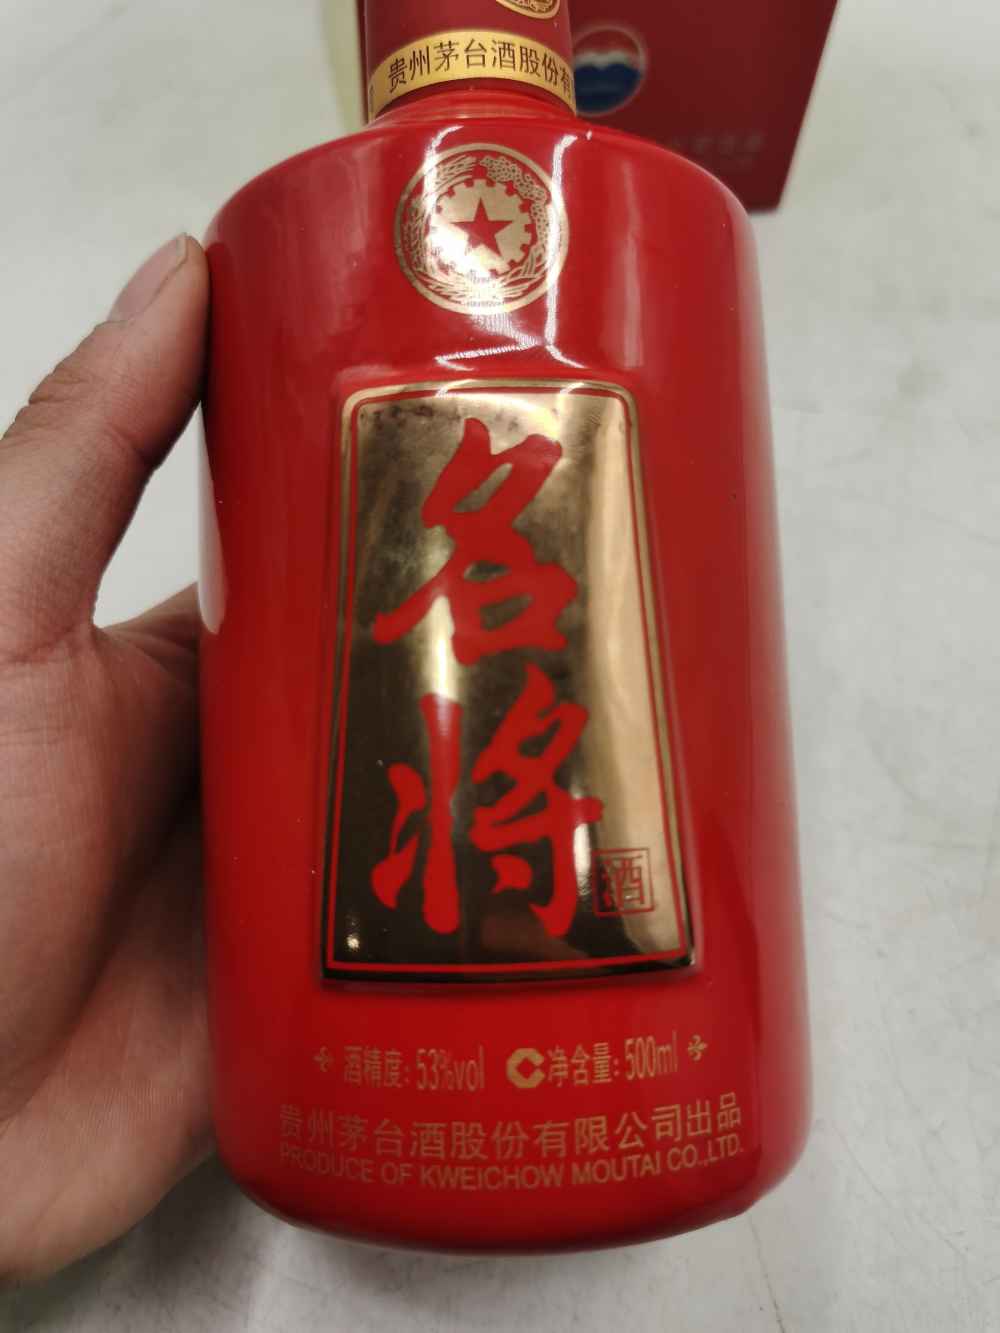 贵州茅台酒股份有
名将
酒
酒精度: 53%vol C净含量: 500ml
贵州茅台酒股份有限公司出品
PRODUCE OF KWEICHOW MOUTAI CO.,LTD.